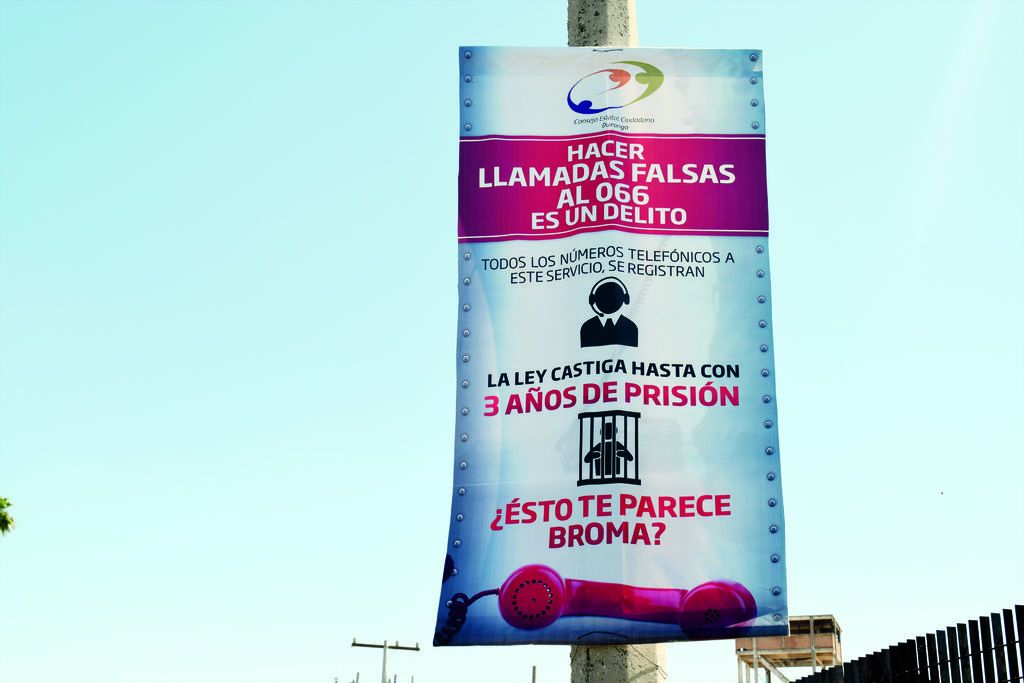 Consejo Estatal Ciudadano
Durango
HACER
LLAMADAS FALSAS
AL 066
ES UN DELITO
TODOS LOS NÚMEROS TELEFÓNICOS A
ESTE SERVICIO, SE REGISTRAN
LA LEY CASTIGA HASTA CON
3 AÑOS DE PRISIÓN
¿ÉSTO TE PARECE
BROMA?